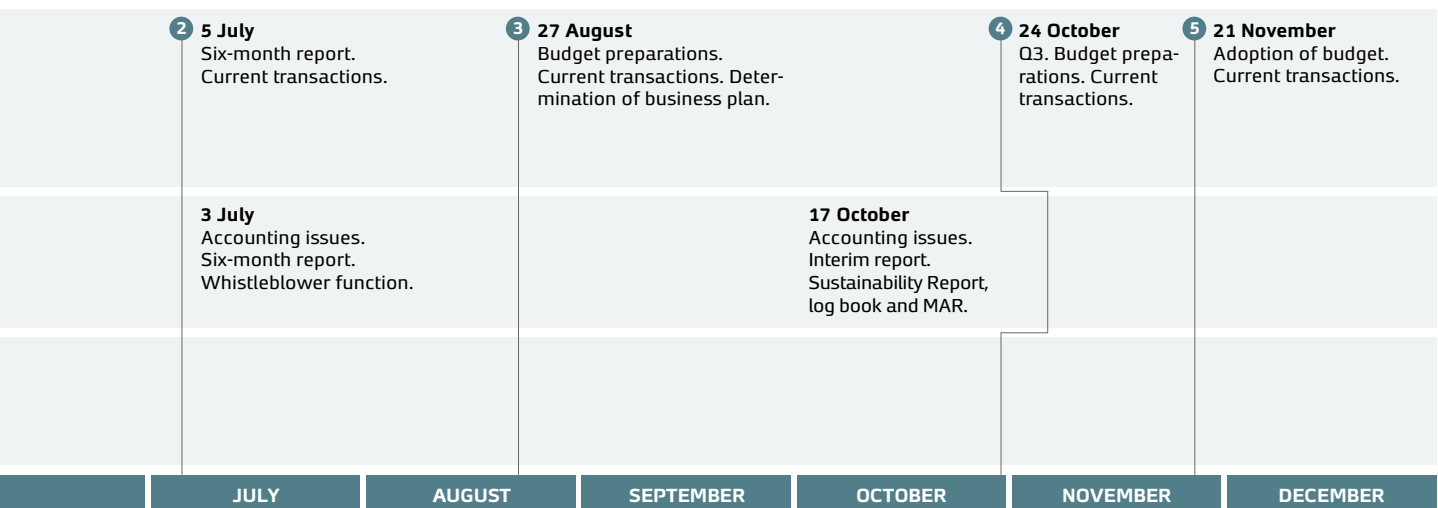 2
5 July
Six-month report.
Current transactions.
3
27 August
Budget preparations.
Current transactions. Deter-
mination of business plan.
4
24 October
Q3. Budget prepa-
rations. Current
transactions.
5
21 November
Adoption of budget.
Current transactions.
3 July
Accounting issues.
Six-month report.
Whistleblower function.
17 October
Accounting issues.
Interim report.
Sustainability Report,
log book and MAR.
JULY
AUGUST
SEPTEMBER
OCTOBER
NOVEMBER
DECEMBER